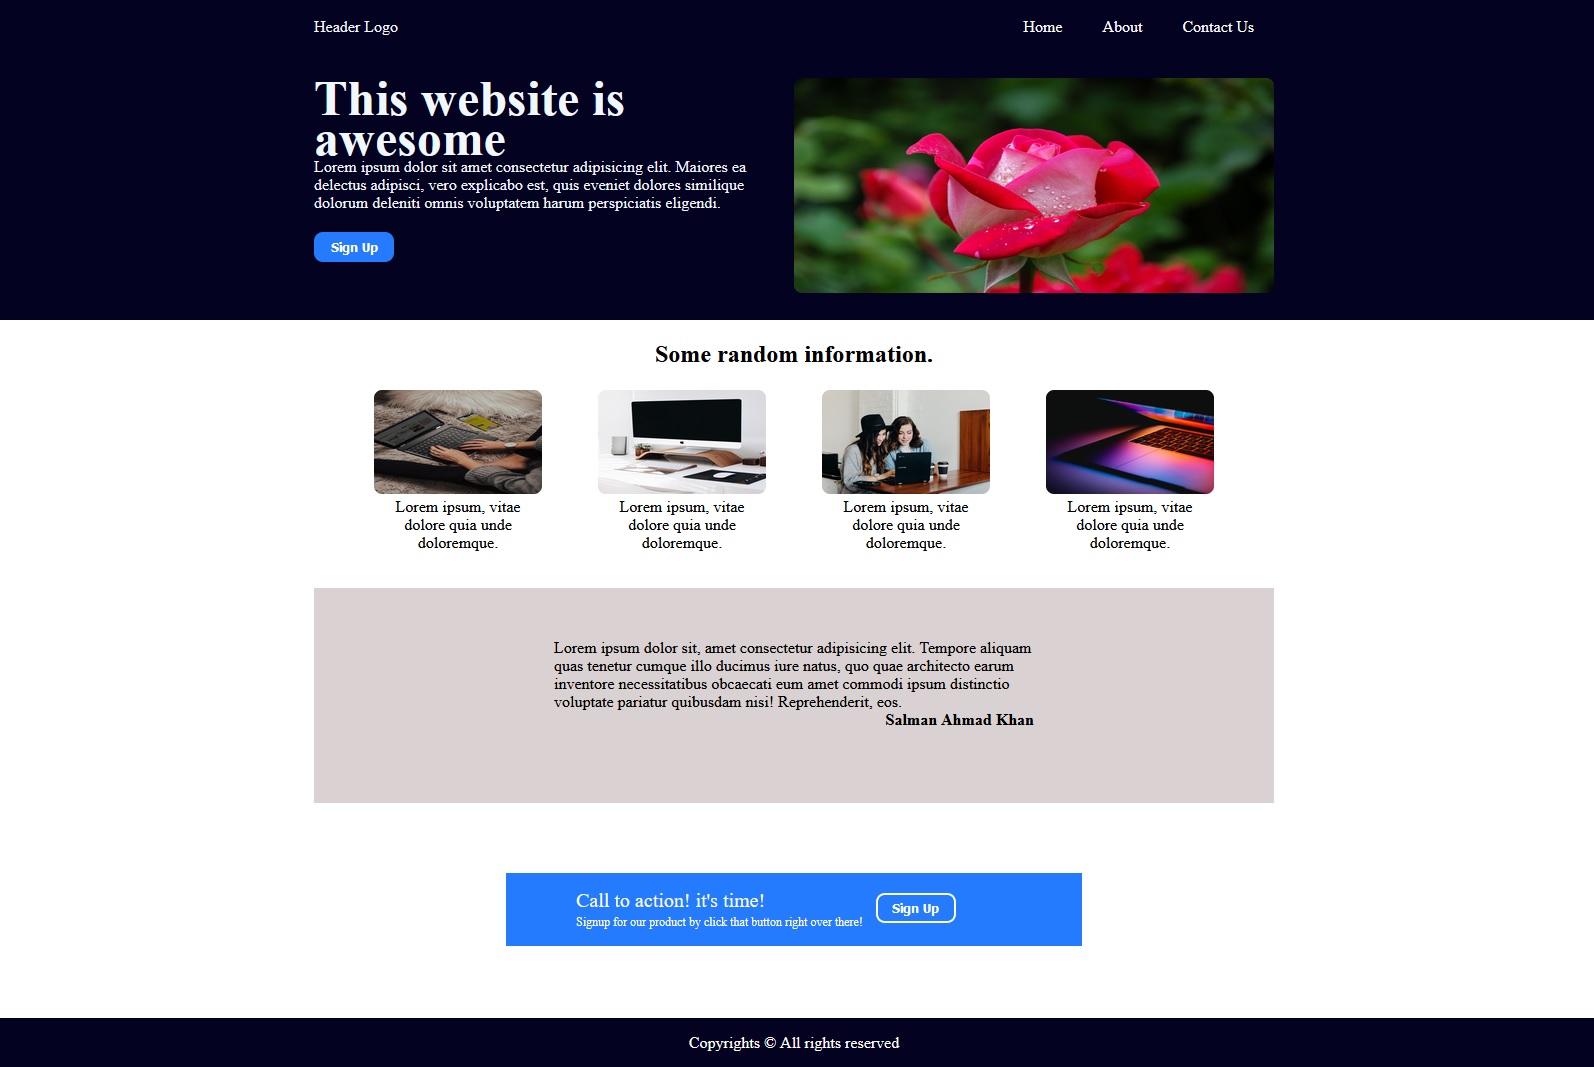 Header Logo
Home
About
Contact Us
This website is
awesome
Lorem ipsum dolor sit amet consectetur adipisicing elit. Maiores ea
delectus adipisci, vero explicabo est, quis eveniet dolores similique
dolorum deleniti omnis voluptatem harum perspiciatis eligendi.
Sign Up
Some random information.
Lorem ipsum, vitae
dolore quia unde
doloremque.
Lorem ipsum, vitae
dolore quia unde
doloremque.
Lorem ipsum, vitae
dolore quia unde
doloremque.
Lorem ipsum, vitae
dolore quia unde
doloremque.
Lorem ipsum dolor sit, amet consectetur adipisicing elit. Tempore aliquam
quas tenetur cumque illo ducimus iure natus, quo quae architecto earum
inventore necessitatibus obcaecati eum amet commodi ipsum distinctio
voluptate pariatur quibusdam nisi! Reprehenderit, eos.
Salman Ahmad Khan
Call to action! it's time!
Signup for our product by click that button right over there!
Sign Up
Copyrights © All rights reserved